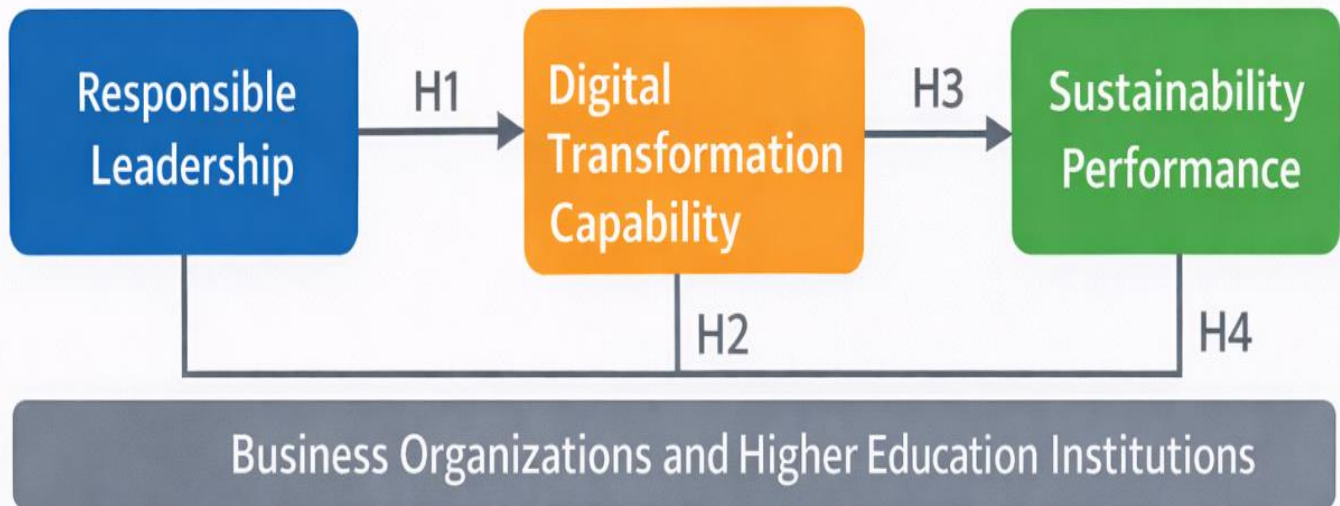 Responsible
Leadership
H1
Digital
Transformation
Capability
H3
Sustainability
Performance
H2
H4
Business Organizations and Higher Education Institutions